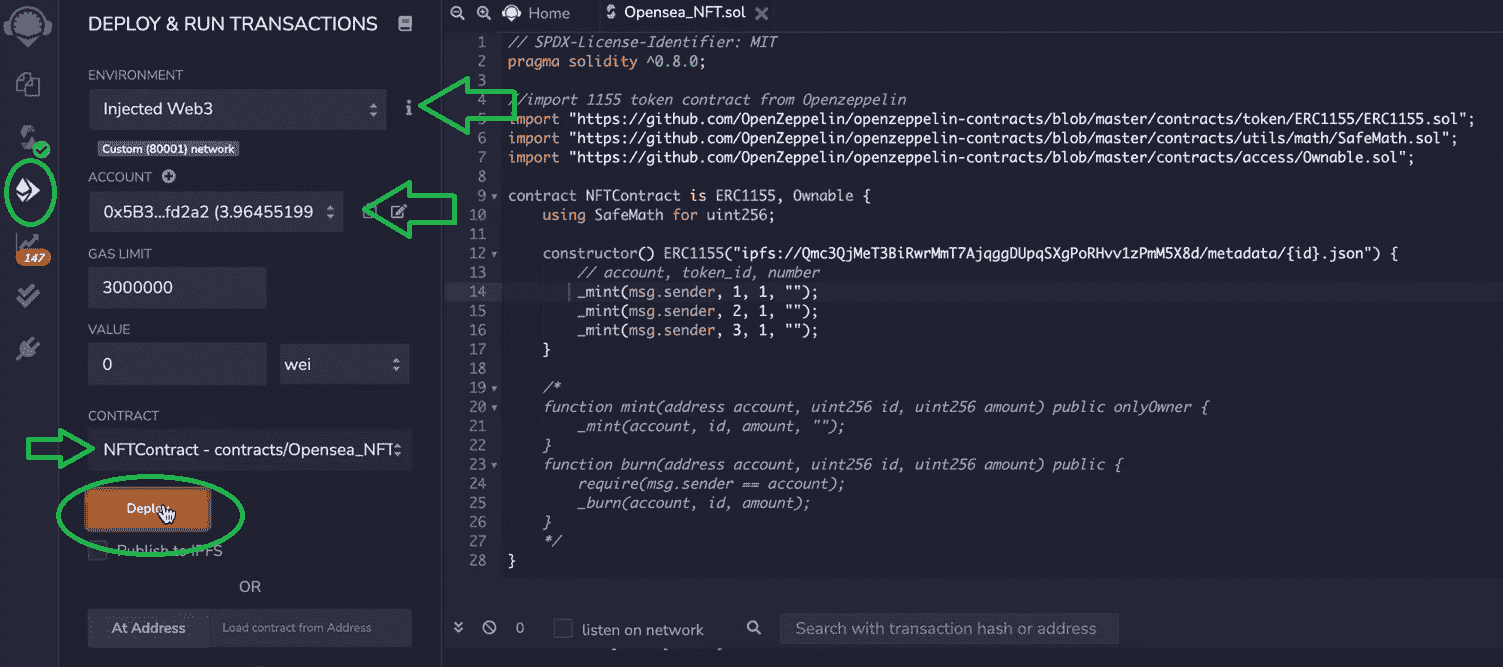 DEPLOY & RUN TRANSACTIONS
ENVIRONMENT
Injected Web3
i
Custom (80001) network
ACCOUNT
0x5B3...fd2a2 (3.96455199
GAS LIMIT
3000000
VALUE
0
wei
CONTRACT
NFTContract - contracts/Opensea_NFT
Deploy
Publish to IPFS
OR
At Address
Load contract from Address
147
Home
Opensea_NFT.sol
1 // SPDX-License-Identifier: MIT
2 pragma solidity ^0.8.0;
3
4 //import 1155 token contract from Openzeppelin
5 import "https://github.com/OpenZeppelin/openzeppelin-contracts/blob/master/contracts/token/ERC1155/ERC1155.sol";
6 import "https://github.com/OpenZeppelin/openzeppelin-contracts/blob/master/contracts/utils/math/SafeMath.sol";
7 import "https://github.com/OpenZeppelin/openzeppelin-contracts/blob/master/contracts/access/Ownable.sol";
8
9 contract NFTContract is ERC1155, Ownable {
10 using SafeMath for uint256;
11
12 constructor() ERC1155("ipfs://Qmc3QjMeT3BiRwrMmT7AjqggDUpqSXgPoRHvv1zPmM5X8d/metadata/{id}.json") {
13 // account, token_id, number
14 _mint(msg.sender, 1, 1, "");
15 _mint(msg.sender, 2, 1, "");
16 _mint(msg.sender, 3, 1, "");
17 }
18
19 /*
20 function mint(address account, uint256 id, uint256 amount) public onlyOwner {
21 _mint(account, id, amount, "");
22 }
23 function burn(address account, uint256 id, uint256 amount) public {
24 require(msg.sender == account);
25 _burn(account, id, amount);
26 }
27 */
28 }
0
listen on network
Search with transaction hash or address